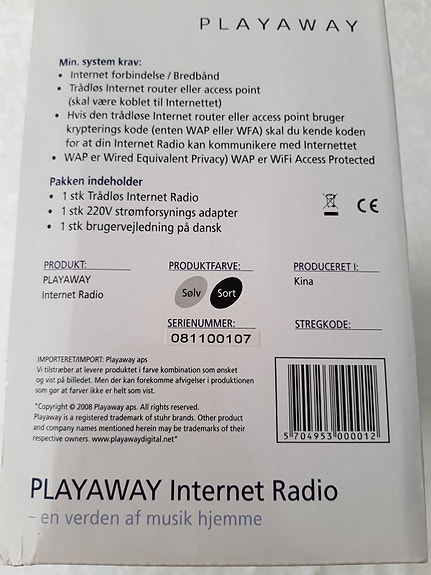 PLAYAWAY
Min. system krav:
• Internet forbindelse / Bredbånd
• Trådløs Internet router eller access point
(skal være koblet til Internettet)
• Hvis den trådløse Internet router eller access point bruger
krypterings kode (enten WAP eller WFA) skal du kende koden
for at din Internet Radio kan kommunikere med Internettet
• WAP er Wired Equivalent Privacy) WAP er WiFi Access Protected
Pakken indeholder
• 1 stk Trådløs Internet Radio
• 1 stk 220V strømforsynings adapter
• 1 stk brugervejledning på dansk
CE
PRODUKT:
PLAYAWAY
Internet Radio
PRODUKTFARVE:
Sølv
Sort
SERIENUMMER:
081100107
PRODUCERET I:
Kina
STREGKODE:
IMPORTERET/IMPORT: Playaway aps
Vi tilstræber at levere produktet i farve kombination som ønsket
og vist på billedet. Men der kan forekomme afvigelser i produktionen
som gør at farver ikke er helt som vist.
"Copyright © 2008 Playaway aps. All rights reserved.
Playaway is a registered trademark of stuhr brands. Other product
and company names mentioned herein may be trademarks of their
respective owners. www.playawaydigital.net"
5 704953 000012
PLAYAWAY Internet Radio
– en verden af musik hjemme